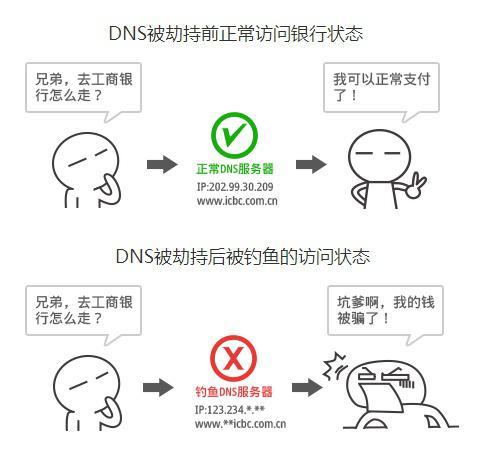 DNS被劫持前正常访问银行状态
兄弟，去工商银
行怎么走？
我可以正常支付
了！
正常DNS服务器
IP:202.99.30.209
www.icbc.com.cn
DNS被劫持后被钓鱼的访问状态
兄弟，去工商银
行怎么走？
坑爹啊，我的钱
被骗了！
X
钓鱼DNS服务器
IP:123.234.*.**
www.**icbc.com.cn